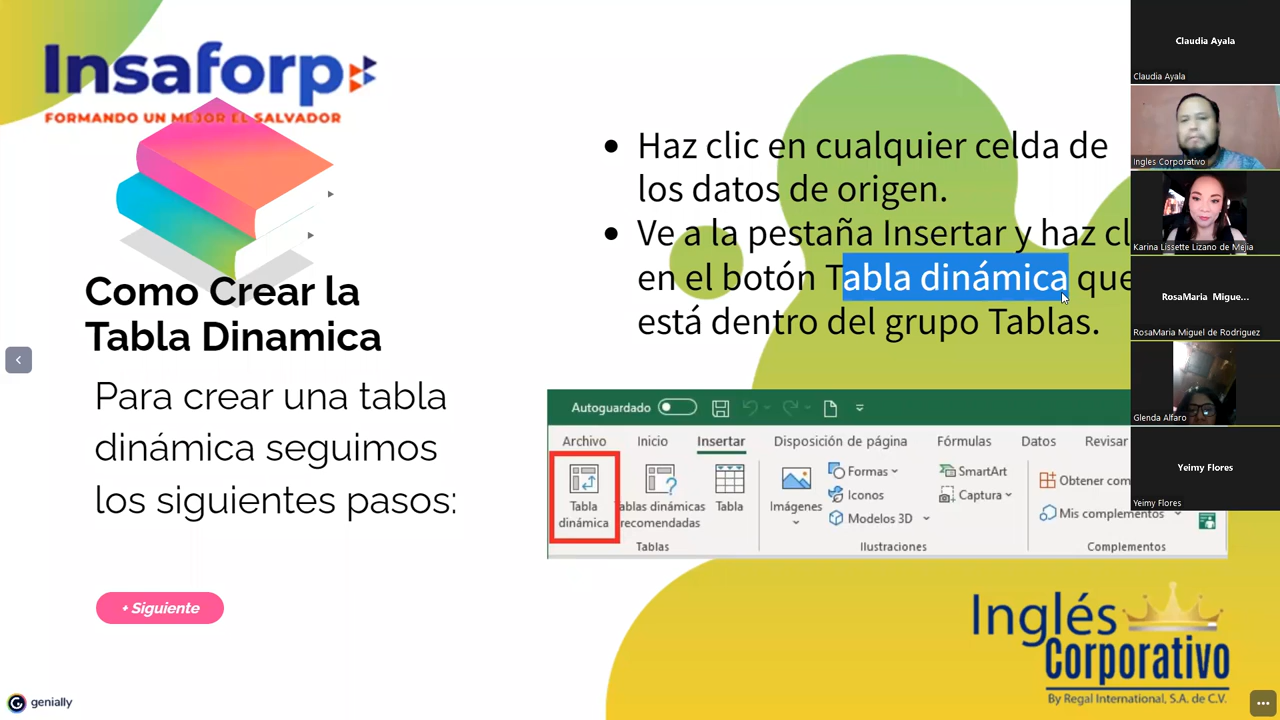 Insaforp
FORMANDO UN MEJOR EL SALVADOR
Como Crear la
Tabla Dinamica
Para crear una tabla
dinámica seguimos
los siguientes pasos:
+ Siguiente
genially
Haz clic en cualquier celda de
los datos de origen.
Ve a la pestaña Insertar y haz cl
en el botón Tabla dinámica que
está dentro del grupo Tablas.
Autoguardado
Archivo Inicio Insertar Disposición de página Fórmulas Datos Revisar
Tabla
dinámica
Tablas dinámicas
recomendadas
Tabla
Tablas
Imágenes
Formas
Iconos
Modelos 3D
SmartArt
Captura
Ilustraciones
Obtener com
Mis complementos
Complementos
Inglés
Corporativo
By Regal International, S.A. de C.V.
Claudia Ayala
Claudia Ayala
Ingles Corporativo
Karina Lissette Lizano de Mejia
RosaMaria Migue...
RosaMaria Miguel de Rodriguez
Glenda Alfaro
Yeimy Flores
Yeimy Flores